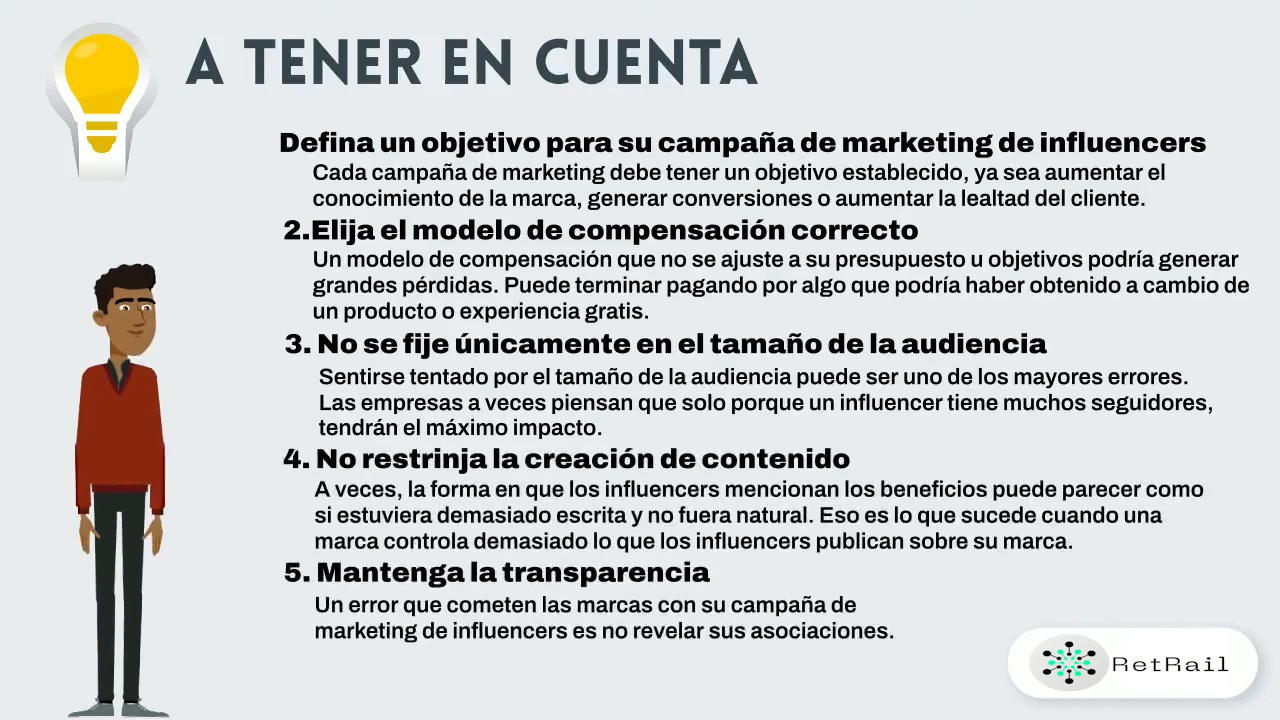 A TENER EN CUENTA
Defina un objetivo para su campaña de marketing de influencers
Cada campaña de marketing debe tener un objetivo establecido, ya sea aumentar el
conocimiento de la marca, generar conversiones o aumentar la lealtad del cliente.
2.Elija el modelo de compensación correcto
Un modelo de compensación que no se ajuste a su presupuesto u objetivos podría generar
grandes pérdidas. Puede terminar pagando por algo que podría haber obtenido a cambio de
un producto o experiencia gratis.
3. No se fije únicamente en el tamaño de la audiencia
Sentirse tentado por el tamaño de la audiencia puede ser uno de los mayores errores.
Las empresas a veces piensan que solo porque un influencer tiene muchos seguidores,
tendrán el máximo impacto.
4. No restrinja la creación de contenido
A veces, la forma en que los influencers mencionan los beneficios puede parecer como
si estuviera demasiado escrita y no fuera natural. Eso es lo que sucede cuando una
marca controla demasiado lo que los influencers publican sobre su marca.
5. Mantenga la transparencia
Un error que cometen las marcas con su campaña de
marketing de influencers es no revelar sus asociaciones.
RetRail